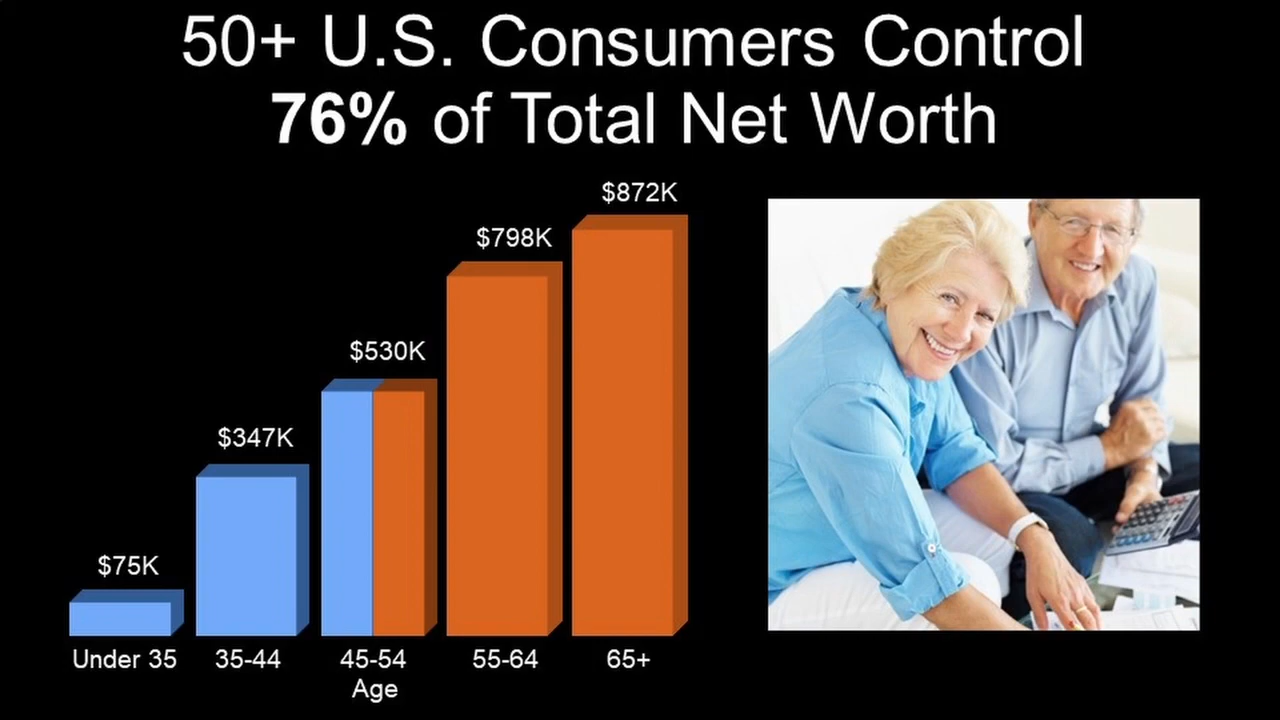 50+ U.S. Consumers Control
76% of Total Net Worth
$872K
$798K
$530K
$347K
$75K
Under 35
35-44
45-54
55-64
65+
Age